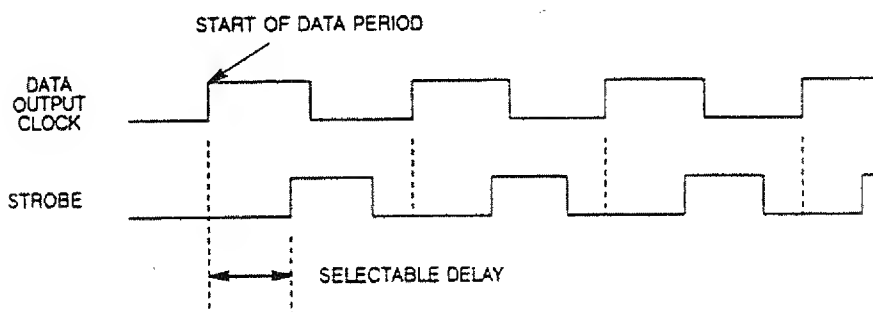 START OF DATA PERIOD
DATA
OUTPUT
CLOCK
STROBE
SELECTABLE DELAY